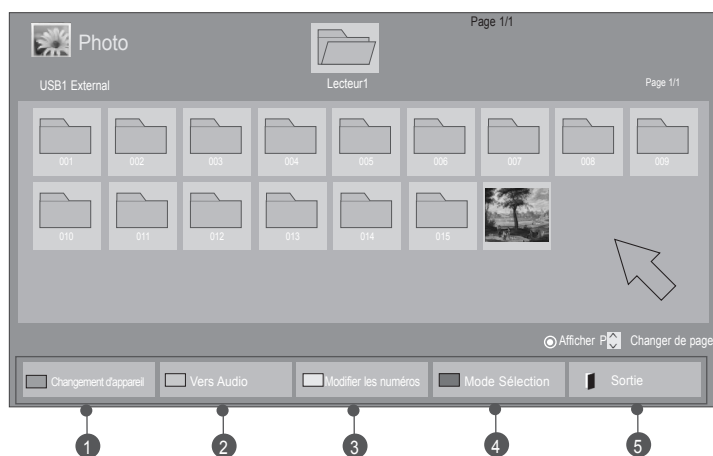 Page 1/1
Photo
USB1 External
Lecteur1
Page 1/1
001 002 003 004 005 006 007 008 009
010 011 012 013 014 015
Afficher P Changer de page
Changement d'appareil Vers Audio Modifier les numéros Mode Sélection Sortie
1 2 3 4 5